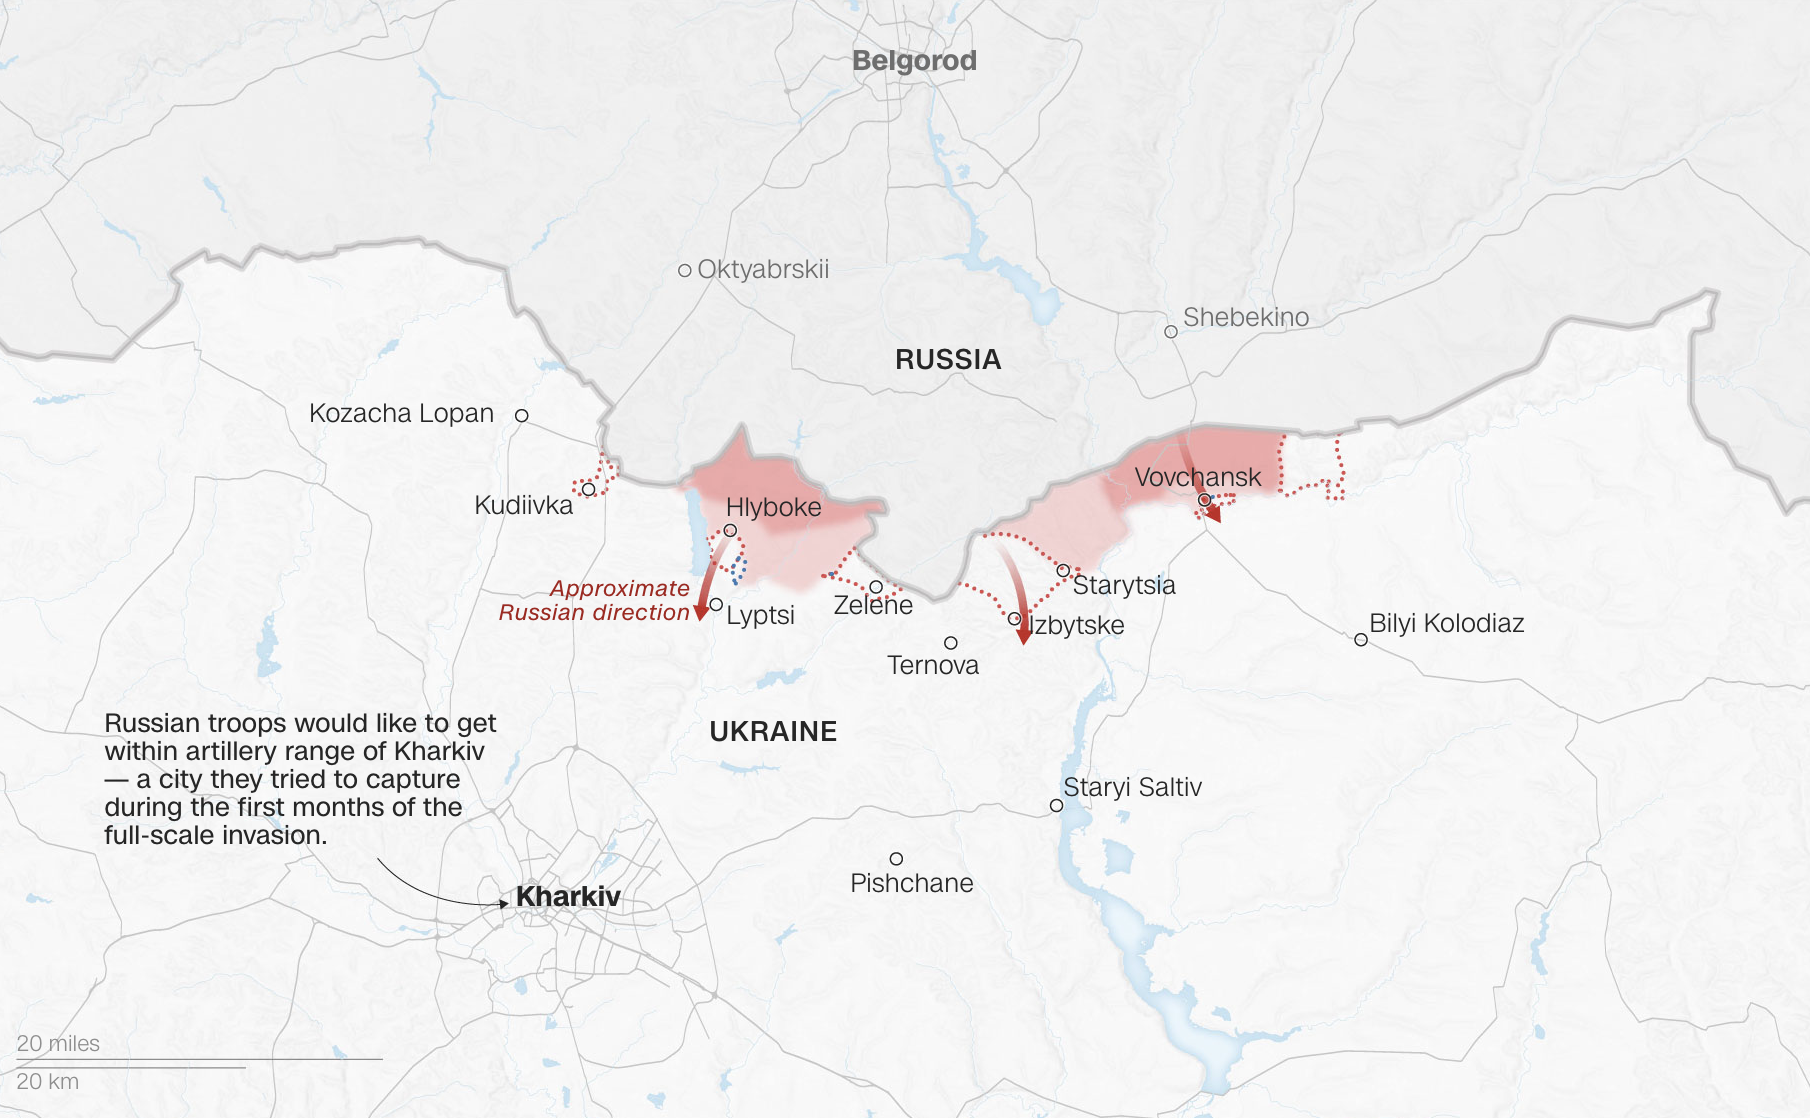 Belgorod
Oktyabrskii
Shebekino
RUSSIA
Kozacha Lopan
Vovchansk
Kudiivka
Hlyboke
Approximate
Russian direction
Lyptsi
Zelene
Starytsia
Izbytske
Bilyi Kolodiaz
Ternova
UKRAINE
Russian troops would like to get
within artillery range of Kharkiv
— a city they tried to capture
during the first months of the
full-scale invasion.
Staryi Saltiv
Pishchane
Kharkiv
20 miles
20 km